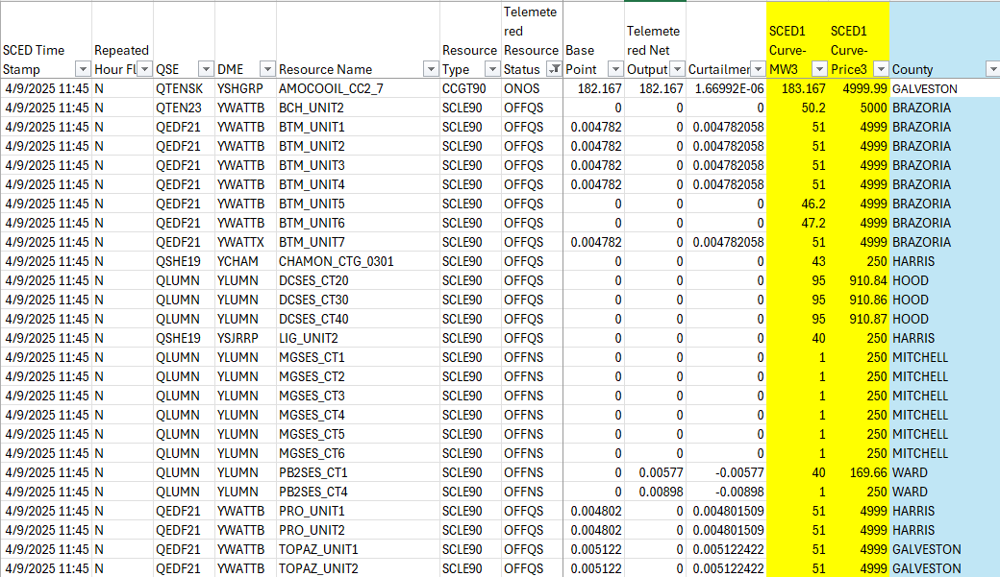 SCED Time Stamp | Repeated Hour Fl | QSE | DME | Resource Name | Resource Type | Telemetered Resource Status | Base Point | Telemetered Net Output | Curtailmer | SCED1 Curve-MW3 | SCED1 Curve-Price3 | County
4/9/2025 11:45 N QTENSK YSHGRP AMOCOOIL_CC2_7 CCGT90 ONOS 182.167 182.167 1.66992E-06 183.167 4999.99 GALVESTON
4/9/2025 11:45 N QTEN23 YWATTB BCH_UNIT2 SCLE90 OFFQS 0 0 0 50.2 5000 BRAZORIA
4/9/2025 11:45 N QEDF21 YWATTB BTM_UNIT1 SCLE90 OFFQS 0.004782 0 0.004782058 51 4999 BRAZORIA
4/9/2025 11:45 N QEDF21 YWATTB BTM_UNIT2 SCLE90 OFFQS 0.004782 0 0.004782058 51 4999 BRAZORIA
4/9/2025 11:45 N QEDF21 YWATTB BTM_UNIT3 SCLE90 OFFQS 0.004782 0 0.004782058 51 4999 BRAZORIA
4/9/2025 11:45 N QEDF21 YWATTB BTM_UNIT4 SCLE90 OFFQS 0.004782 0 0.004782058 51 4999 BRAZORIA
4/9/2025 11:45 N QEDF21 YWATTB BTM_UNIT5 SCLE90 OFFQS 0 0 0 46.2 4999 BRAZORIA
4/9/2025 11:45 N QEDF21 YWATTB BTM_UNIT6 SCLE90 OFFQS 0 0 0 47.2 4999 BRAZORIA
4/9/2025 11:45 N QEDF21 YWATTX BTM_UNIT7 SCLE90 OFFQS 0.004782 0 0.004782058 51 4999 BRAZORIA
4/9/2025 11:45 N QSHE19 YCHAM CHAMON_CTG_0301 SCLE90 OFFQS 0 0 0 43 250 HARRIS
4/9/2025 11:45 N QLUMN YLUMN DCSES_CT20 SCLE90 OFFQS 0 0 0 95 910.84 HOOD
4/9/2025 11:45 N QLUMN YLUMN DCSES_CT30 SCLE90 OFFQS 0 0 0 95 910.86 HOOD
4/9/2025 11:45 N QLUMN YLUMN DCSES_CT40 SCLE90 OFFQS 0 0 0 95 910.87 HOOD
4/9/2025 11:45 N QSHE19 YSJRRP LIG_UNIT2 SCLE90 OFFQS 0 0 0 40 250 HARRIS
4/9/2025 11:45 N QLUMN YLUMN MGSES_CT1 SCLE90 OFFNS 0 0 0 1 250 MITCHELL
4/9/2025 11:45 N QLUMN YLUMN MGSES_CT2 SCLE90 OFFNS 0 0 0 1 250 MITCHELL
4/9/2025 11:45 N QLUMN YLUMN MGSES_CT3 SCLE90 OFFNS 0 0 0 1 250 MITCHELL
4/9/2025 11:45 N QLUMN YLUMN MGSES_CT4 SCLE90 OFFNS 0 0 0 1 250 MITCHELL
4/9/2025 11:45 N QLUMN YLUMN MGSES_CT5 SCLE90 OFFNS 0 0 0 1 250 MITCHELL
4/9/2025 11:45 N QLUMN YLUMN MGSES_CT6 SCLE90 OFFNS 0 0 0 1 250 MITCHELL
4/9/2025 11:45 N QLUMN YLUMN PB2SES_CT1 SCLE90 OFFNS 0 0.00577 -0.00577 40 169.66 WARD
4/9/2025 11:45 N QLUMN YLUMN PB2SES_CT4 SCLE90 OFFNS 0 0.00898 -0.00898 1 250 WARD
4/9/2025 11:45 N QEDF21 YWATTB PRO_UNIT1 SCLE90 OFFQS 0.004802 0 0.004801509 51 4999 HARRIS
4/9/2025 11:45 N QEDF21 YWATTB PRO_UNIT2 SCLE90 OFFQS 0.004802 0 0.004801509 51 4999 HARRIS
4/9/2025 11:45 N QEDF21 YWATTB TOPAZ_UNIT1 SCLE90 OFFQS 0.005122 0 0.005122422 51 4999 GALVESTON
4/9/2025 11:45 N QEDF21 YWATTB TOPAZ_UNIT2 SCLE90 OFFQS 0.005122 0 0.005122422 51 4999 GALVESTON